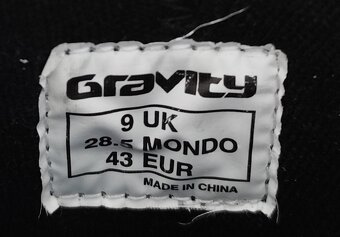 Gravity
9 UK
28-5 MONDO
43 EUR
MADE IN CHINA